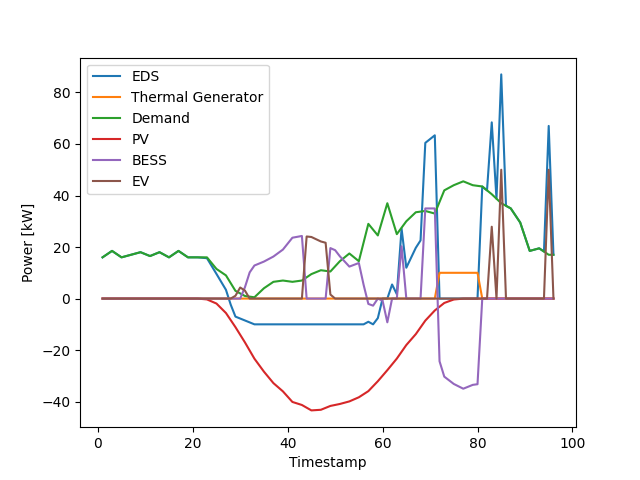 EDS
Thermal Generator
Demand
PV
BESS
EV
80
60
40
20
0
−20
−40
Power [kW]
0 20 40 60 80 100
Timestamp